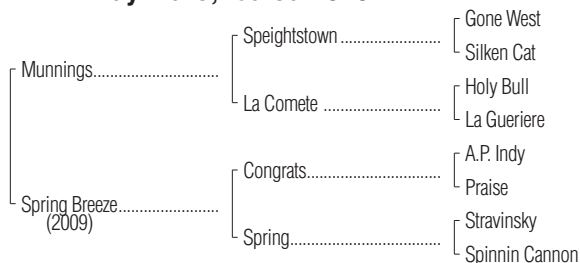 Gone West
Speightstown
Silken Cat
Munnings
Holy Bull
La Comete
La Gueriere
A.P. Indy
Congrats
Praise
Spring Breeze
(2009)
Stravinsky
Spring
Spinnin Cannon